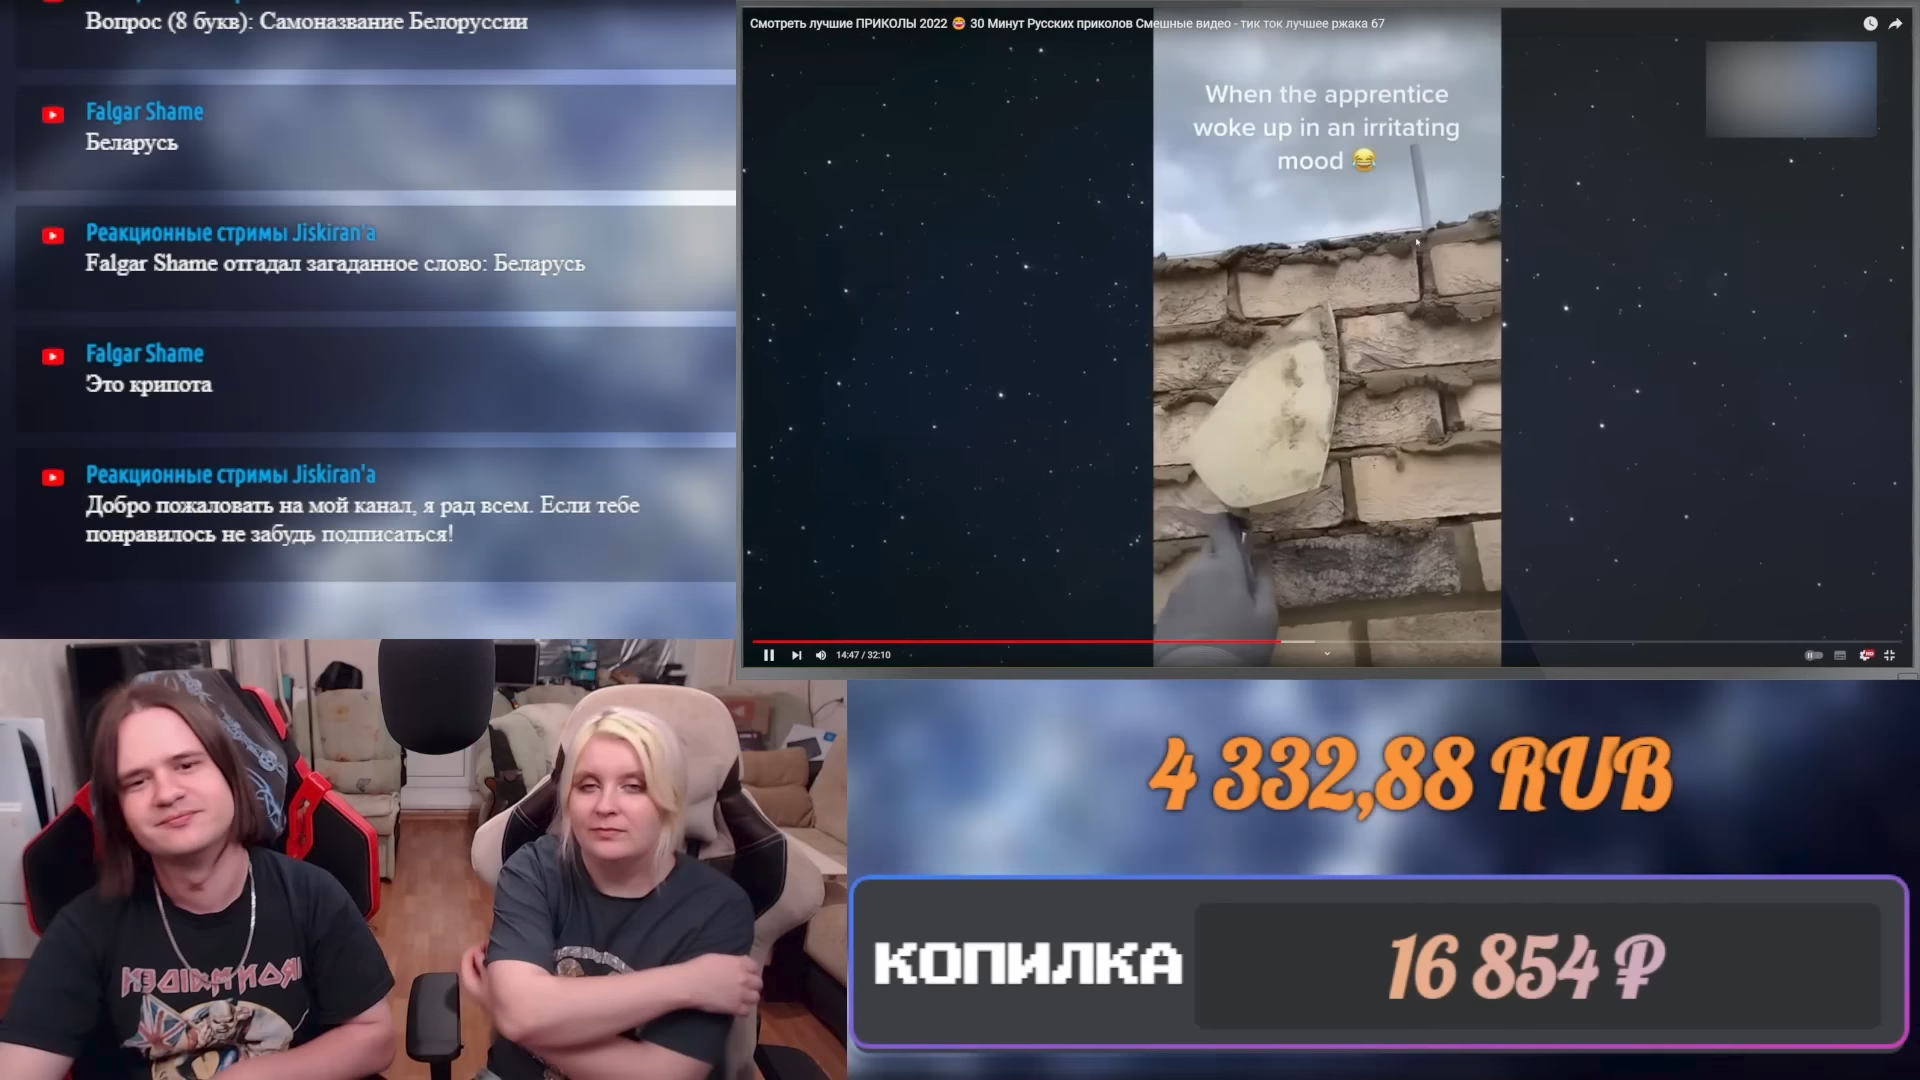 Вопрос (8 букв): Самоназвание Белоруссии
Falgar Shame
Беларусь
Реакционные стримы Jiskiran'a
Falgar Shame отгадал загаданное слово: Беларусь
Falgar Shame
Это крипота
Реакционные стримы Jiskiran'a
Добро пожаловать на мой канал, я рад всем. Если тебе
понравилось не забудь подписаться!
Смотреть лучшие ПРИКОЛЫ 2022 😄 30 Минут Русских приколов Смешные видео - тик ток лучшее ржака 67
When the apprentice
woke up in an irritating
mood 😂
14:47 / 32:10
IRON MAIDEN
4 332,88 RUB
КОПИЛКА
16 854 ₽